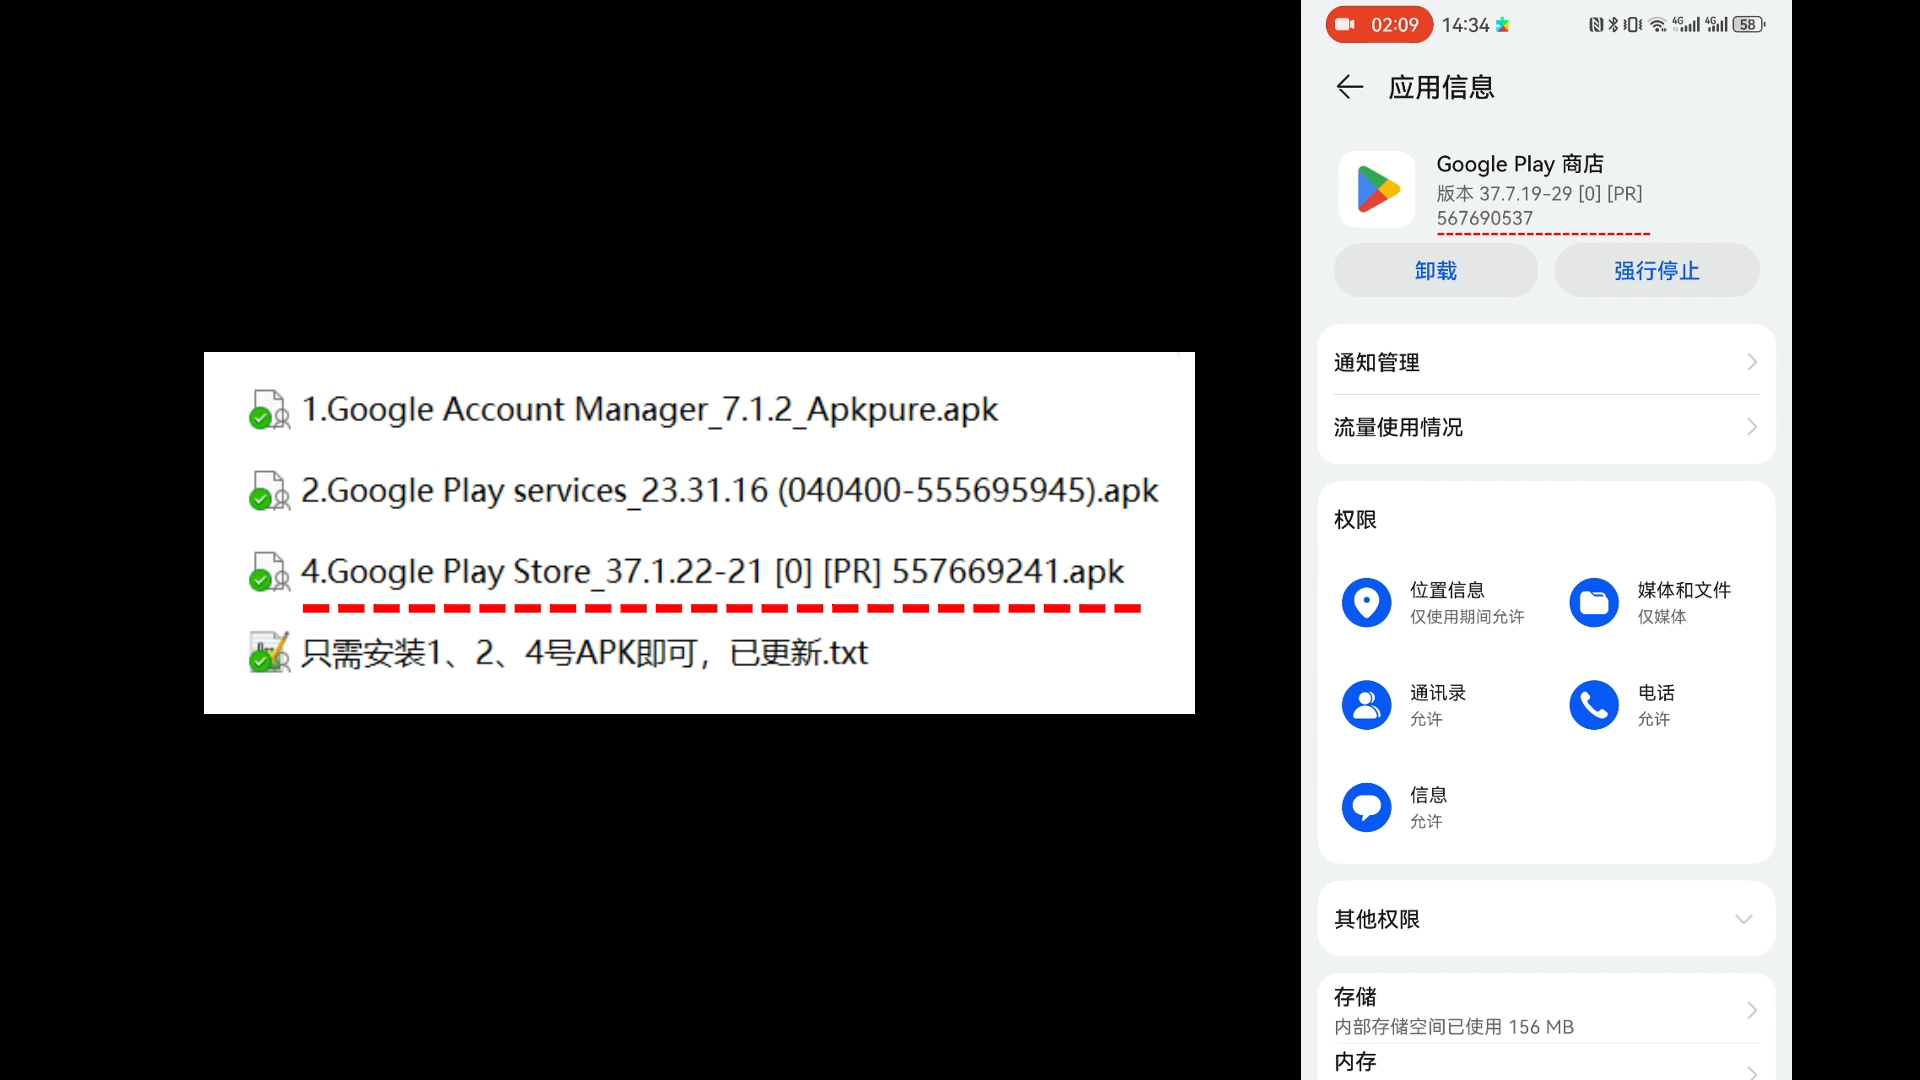 1.Google Account Manager_7.1.2_Apkpure.apk
2.Google Play services_23.31.16 (040400-555695945).apk
4.Google Play Store_37.1.22-21 [0] [PR] 557669241.apk
只需安装1、2、4号APK即可，已更新.txt
02:09 14:34 4G 4G 58
应用信息
Google Play 商店
版本 37.7.19-29 [0] [PR]
567690537
卸载 强行停止
通知管理
流量使用情况
权限
位置信息 媒体和文件
仅使用期间允许 仅媒体
通讯录 电话
允许 允许
信息
允许
其他权限
存储
内部存储空间已使用 156 MB
内存